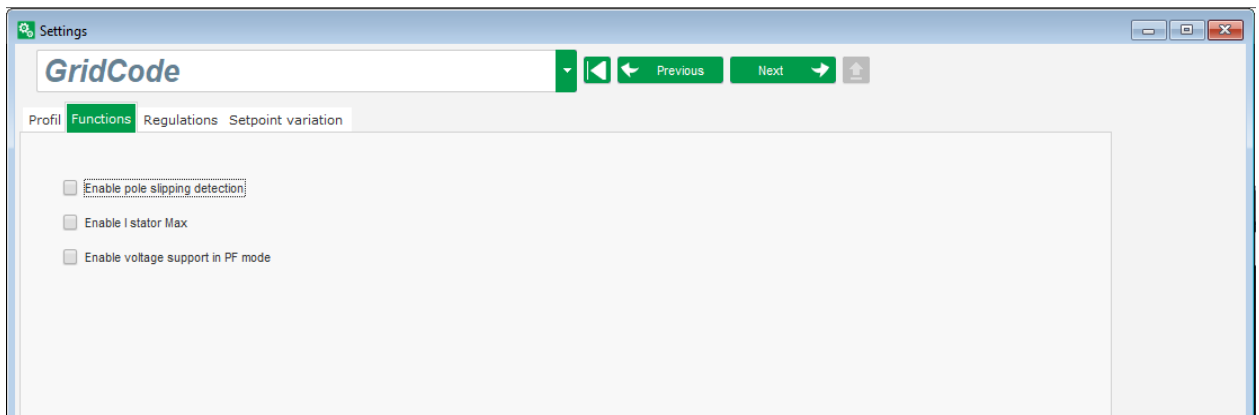 Settings
GridCode
Previous
Next
Profil Functions Regulations Setpoint variation
Enable pole slipping detection
Enable I stator Max
Enable voltage support in PF mode